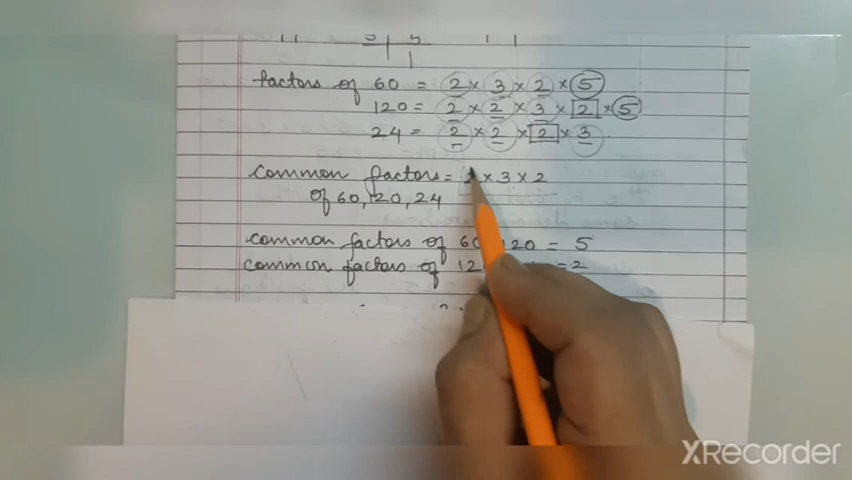 factors of 60 = 2 × 3 × 2 × 5
120 = 2 × 2 × 3 × 2 × 5
24 = 2 × 2 × 2 × 3
common factors = 2 × 3 × 2
of 60, 120, 24
common factors of 60 120 = 5
common factors of 12 = 2
XRecorder